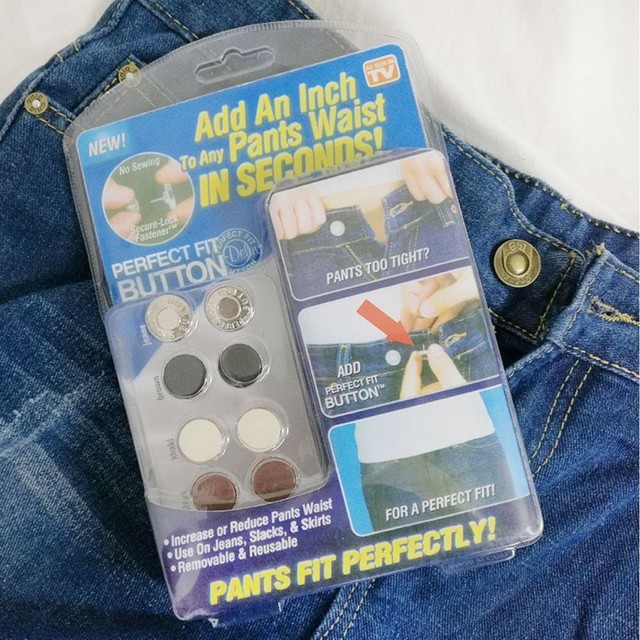 AS SEEN ON
TV
NEW!
Add An Inch
To Any Pants Waist
IN SECONDS!
No Sewing
Secure-Lock
Fastener™
PERFECT FIT
BUTTON
Jeans
brown
khaki
PANTS TOO TIGHT?
ADD
PERFECT FIT
BUTTON™
FOR A PERFECT FIT!
• Increase or Reduce Pants Waist
• Use On Jeans, Slacks, & Skirts
• Removable & Reusable
PANTS FIT PERFECTLY!